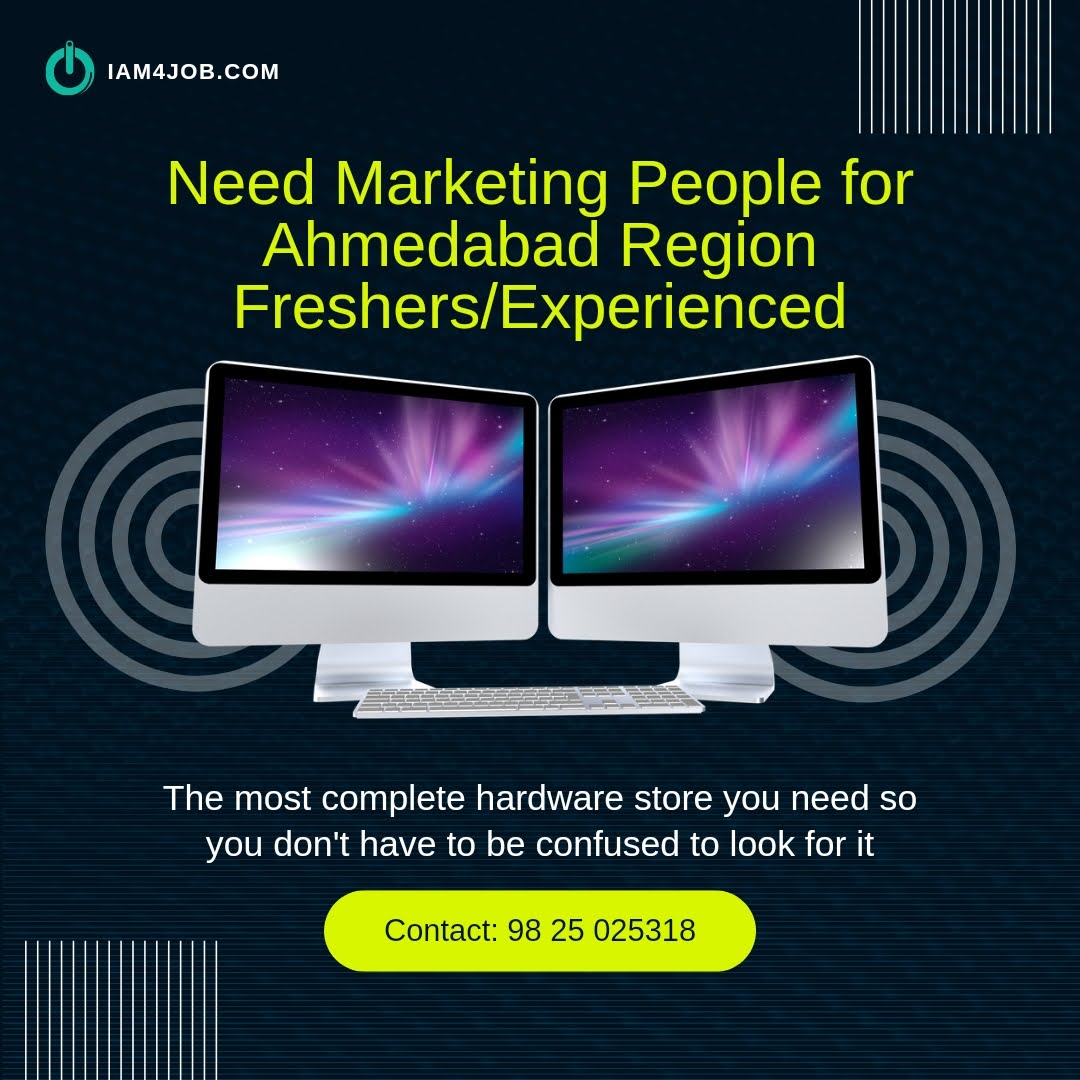 IAM4JOB.COM
Need Marketing People for
Ahmedabad Region
Freshers/Experienced
The most complete hardware store you need so
you don't have to be confused to look for it
Contact: 98 25 025318